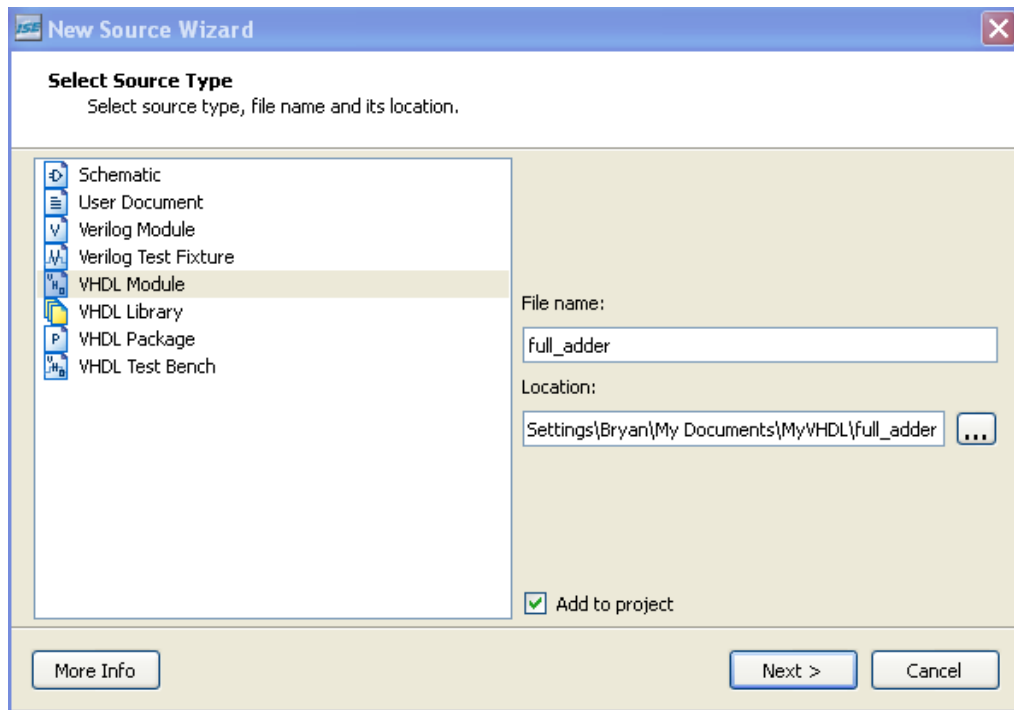 ISE New Source Wizard
Select Source Type
Select source type, file name and its location.
Schematic
User Document
Verilog Module
Verilog Test Fixture
VHDL Module
VHDL Library
VHDL Package
VHDL Test Bench
File name:
full_adder
Location:
Settings\Bryan\My Documents\MyVHDL\full_adder
...
Add to project
More Info
Next >
Cancel